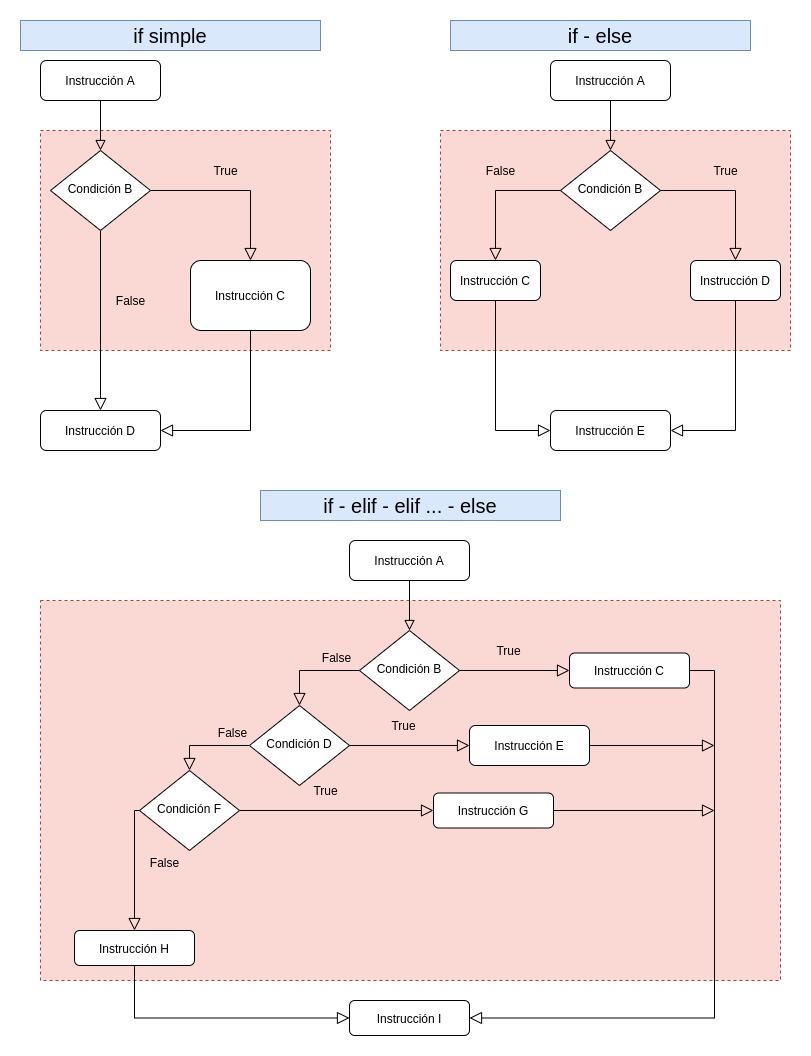 if simple
Instrucción A
Condición B
True
False
Instrucción C
Instrucción D
if - else
Instrucción A
Condición B
False
True
Instrucción C
Instrucción D
Instrucción E
if - elif - elif ... - else
Instrucción A
Condición B
False
True
Instrucción C
Condición D
False
True
Instrucción E
Condición F
True
Instrucción G
False
Instrucción H
Instrucción I